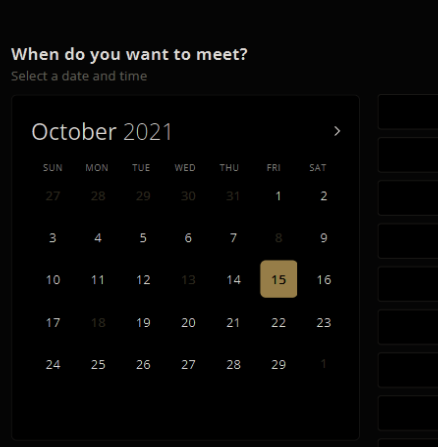 When do you want to meet?
Select a date and time
October 2021 >
SUN MON TUE WED THU FRI SAT
27 28 29 30 31 1 2
3 4 5 6 7 8 9
10 11 12 13 14 15 16
17 18 19 20 21 22 23
24 25 26 27 28 29 1